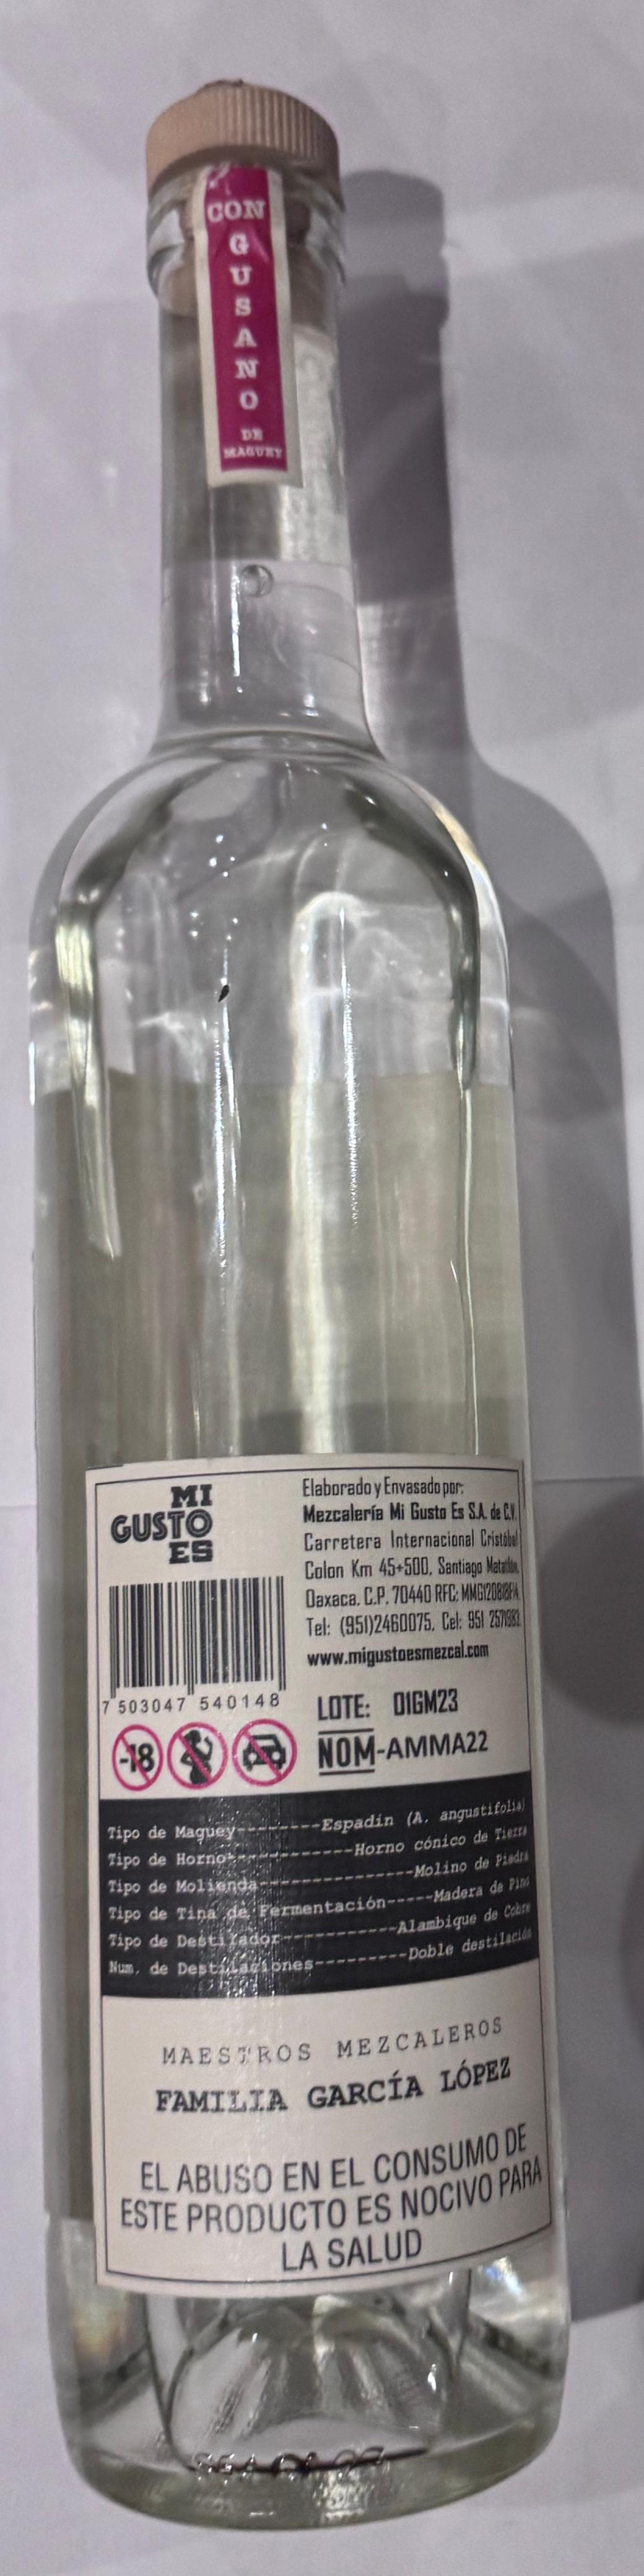 CON
GUSANO
DE
MAGUEY
MI
GUSTO
ES
7 503047 540148
-18
Elaborado y Envasado por:
Mezcalería Mi Gusto Es S.A. de C.V.
Carretera Internacional Cristóbal
Colon Km 45+500, Santiago Matatlán,
Oaxaca. C.P. 70440 RFC:
Tel: (951)2460075, Cel: 951
www.migustoesmezcal.com
LOTE: 01GM23
NOM-AMMA22
Tipo de Maguey--------Espadín (A. angustifolia)
Tipo de Horno------------Horno cónico de Tierra
Tipo de Molienda---------------Molino de Piedra
Tipo de Tina de Fermentación-----Madera de Pino
Tipo de Destilador-----------Alambique de Cobre
Num. de Destilaciones---------Doble destilación
MAESTROS MEZCALEROS
FAMILIA GARCÍA LÓPEZ
EL ABUSO EN EL CONSUMO DE
ESTE PRODUCTO ES NOCIVO PARA
LA SALUD